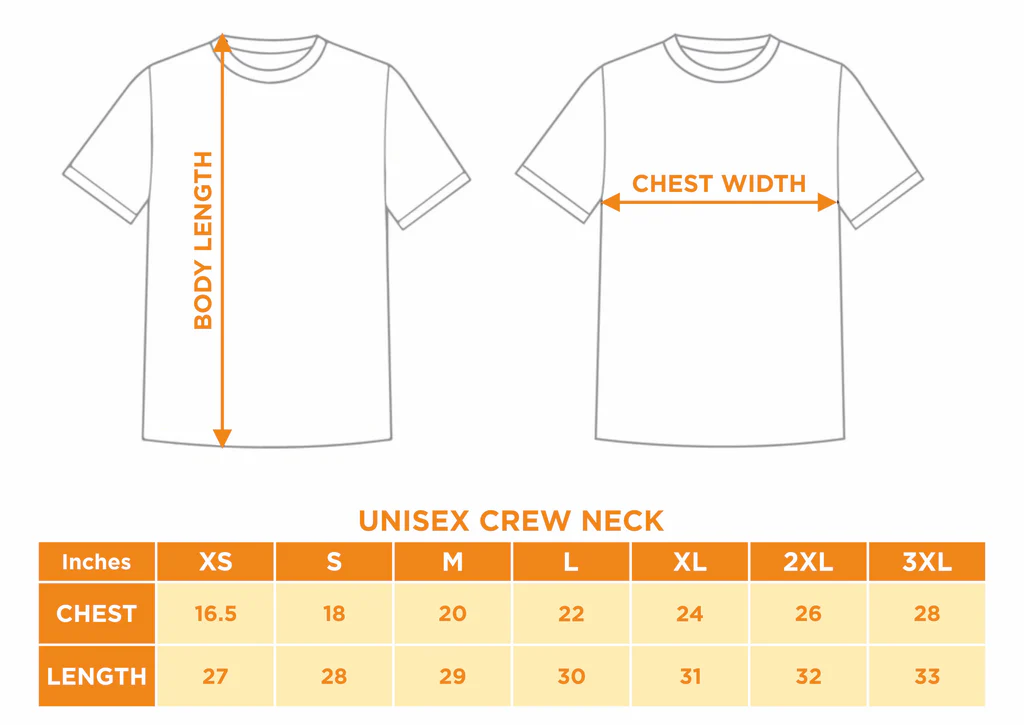 BODY LENGTH
CHEST WIDTH
UNISEX CREW NECK
Inches XS S M L XL 2XL 3XL
CHEST 16.5 18 20 22 24 26 28
LENGTH 27 28 29 30 31 32 33